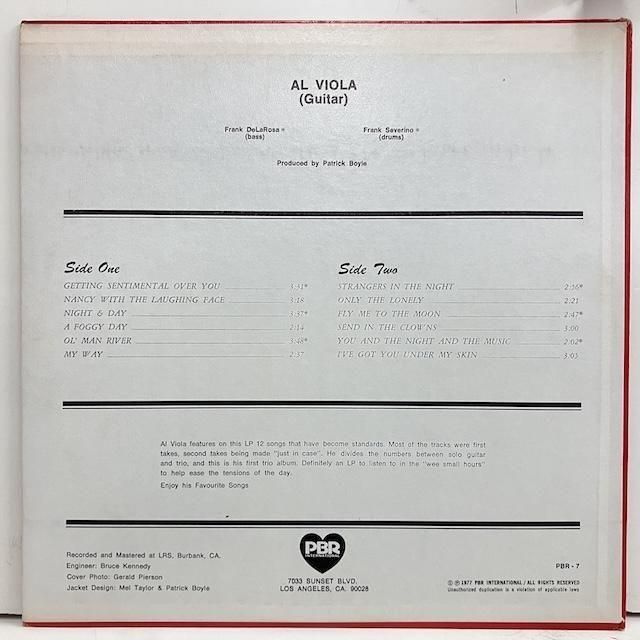 AL VIOLA
(Guitar)
Frank DeLaRosa*
(bass)
Frank Severino*
(drums)
Produced by Patrick Boyle
Side One
GETTING SENTIMENTAL OVER YOU 3:31*
NANCY WITH THE LAUGHING FACE 3:18
NIGHT & DAY 3:37*
A FOGGY DAY 2:14
OL' MAN RIVER 3:48*
MY WAY 2:37
Side Two
STRANGERS IN THE NIGHT 2:56*
ONLY THE LONELY 2:21
FLY ME TO THE MOON 2:47*
SEND IN THE CLOWNS 3:00
YOU AND THE NIGHT AND THE MUSIC 2:02*
I'VE GOT YOU UNDER MY SKIN 3:05
Al Viola features on this LP 12 songs that have become standards. Most of the tracks were first
takes, second takes being made "just in case". He divides the numbers between solo guitar
and trio, and this is his first trio album. Definitely an LP to listen to in the "wee small hours"
to help ease the tensions of the day.
Enjoy his Favourite Songs
Recorded and Mastered at LRS, Burbank, CA.
Engineer: Bruce Kennedy
Cover Photo: Gerald Pierson
Jacket Design: Mel Taylor & Patrick Boyle
PBR
INTERNATIONAL
7033 SUNSET BLVD.
LOS ANGELES, CA. 90028
PBR - 7
© ℗ 1977 PBR INTERNATIONAL / ALL RIGHTS RESERVED
Unauthorized duplication is a violation of applicable laws